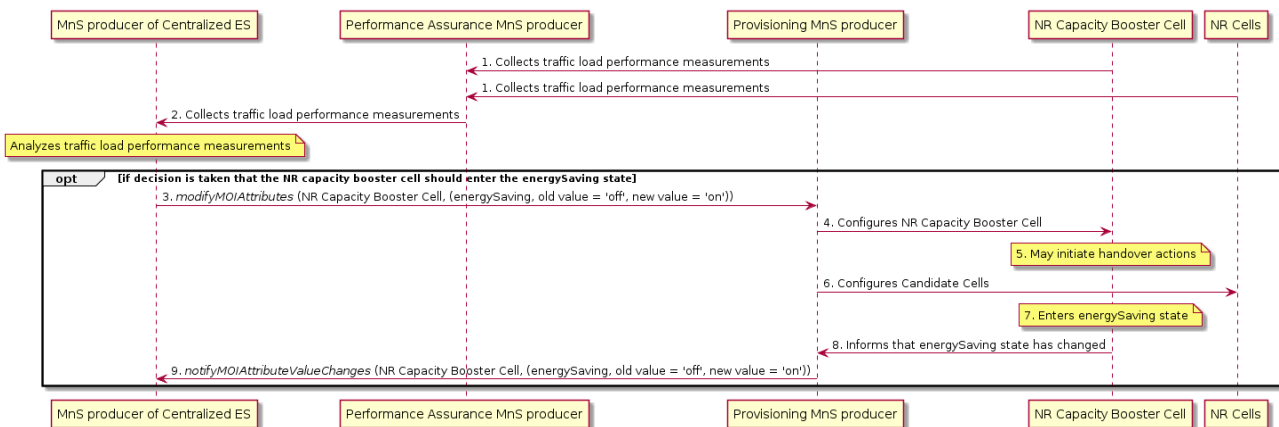 MnS producer of Centralized ES
Performance Assurance MnS producer
Provisioning MnS producer
NR Capacity Booster Cell
NR Cells
1. Collects traffic load performance measurements
1. Collects traffic load performance measurements
2. Collects traffic load performance measurements
Analyzes traffic load performance measurements
opt [if decision is taken that the NR capacity booster cell should enter the energySaving state]
3. modifyMOIAttributes (NR Capacity Booster Cell, (energySaving, old value = 'off', new value = 'on'))
4. Configures NR Capacity Booster Cell
5. May initiate handover actions
6. Configures Candidate Cells
7. Enters energySaving state
8. Informs that energySaving state has changed
9. notifyMOIAttributeValueChanges (NR Capacity Booster Cell, (energySaving, old value = 'off', new value = 'on'))
MnS producer of Centralized ES
Performance Assurance MnS producer
Provisioning MnS producer
NR Capacity Booster Cell
NR Cells